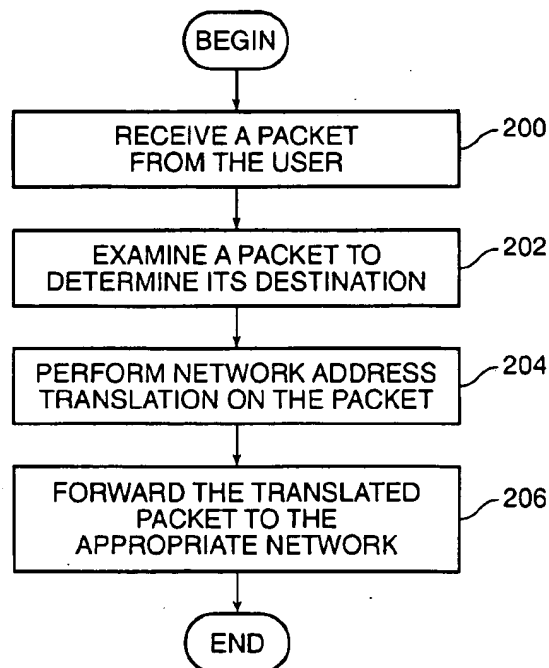 BEGIN
RECEIVE A PACKET
FROM THE USER
200
EXAMINE A PACKET TO
DETERMINE ITS DESTINATION
202
PERFORM NETWORK ADDRESS
TRANSLATION ON THE PACKET
204
FORWARD THE TRANSLATED
PACKET TO THE
APPROPRIATE NETWORK
206
END